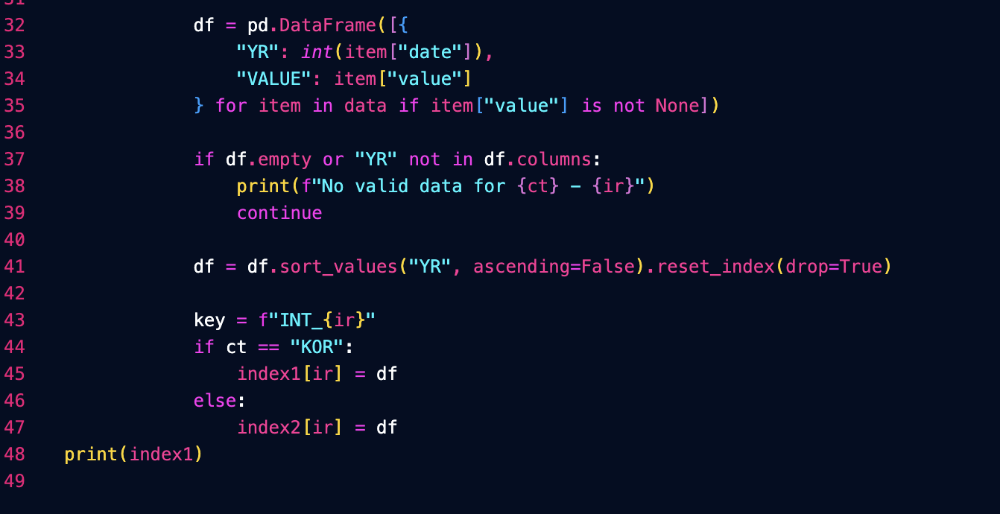 31
32 df = pd.DataFrame([{
33 "YR": int(item["date"]),
34 "VALUE": item["value"]
35 } for item in data if item["value"] is not None])
36
37 if df.empty or "YR" not in df.columns:
38 print(f"No valid data for {ct} – {ir}")
39 continue
40
41 df = df.sort_values("YR", ascending=False).reset_index(drop=True)
42
43 key = f"INT_{ir}"
44 if ct == "KOR":
45 index1[ir] = df
46 else:
47 index2[ir] = df
48 print(index1)
49